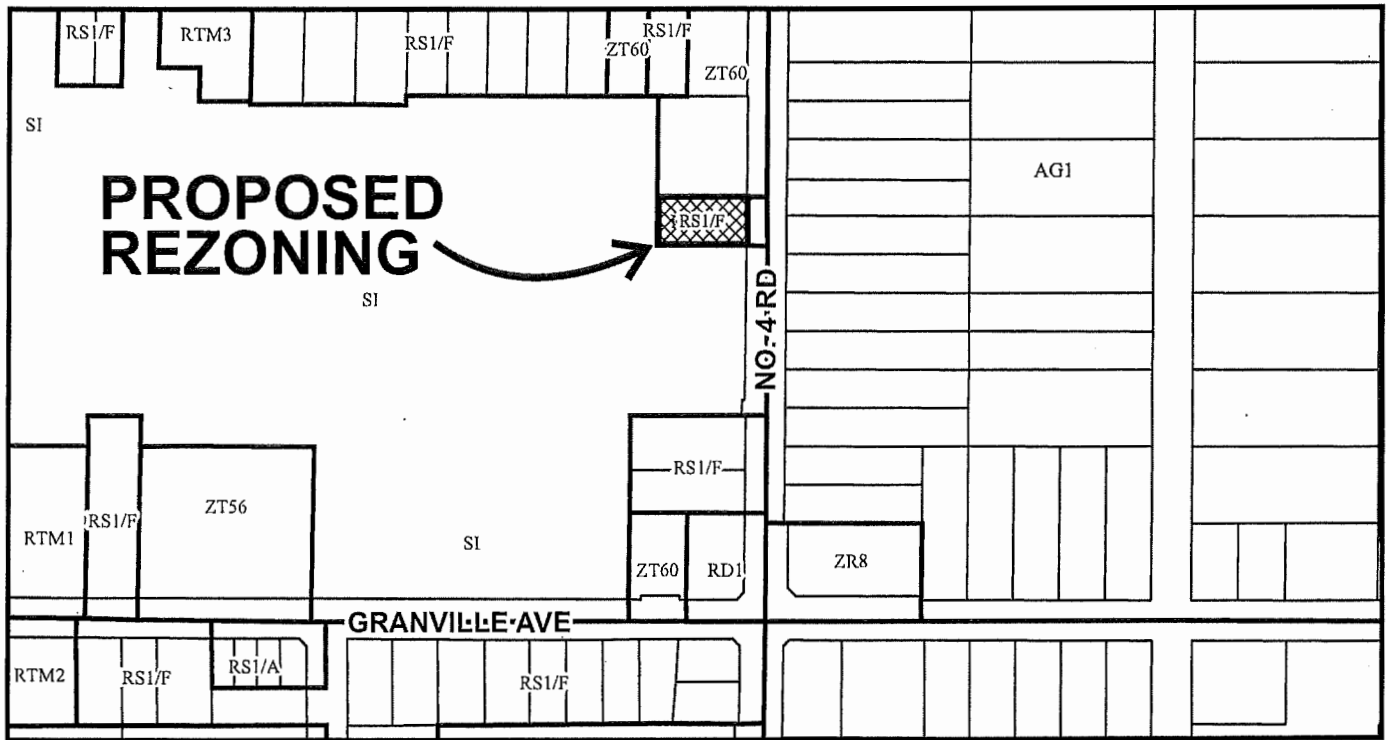 RS1/F
RTM3
RS1/F
ZT60
RS1/F
ZT60
SI
AG1
PROPOSED
REZONING
RS1/F
SI
NO. 4 RD
RS1/F
RTM1
RS1/F
ZT56
SI
ZT60
RD1
ZR8
GRANVILLE AVE
RTM2
RS1/F
RS1/A
RS1/F